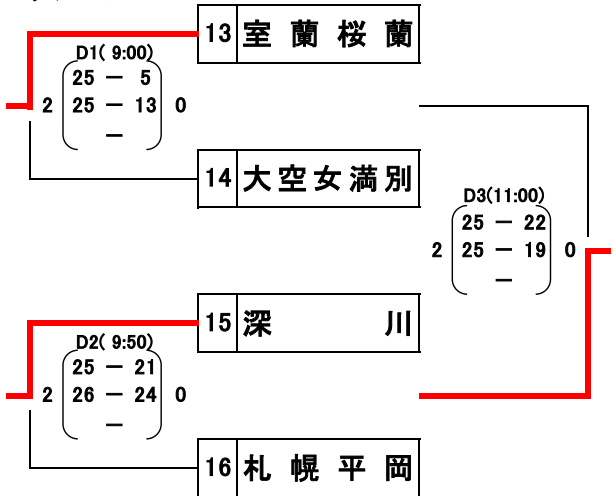 13 室蘭桜蘭
D1( 9:00)
25 － 5
2 25 － 13 0
－
14 大空女満別
D3(11:00)
25 － 22
2 25 － 19 0
－
15 深川
D2( 9:50)
25 － 21
2 26 － 24 0
－
16 札幌平岡